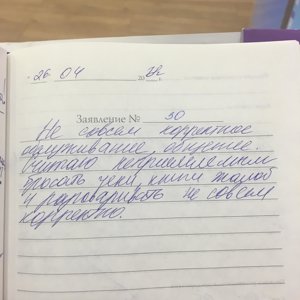 26 04 20 22 г.
Заявление № 30
Не совсем корректное
обслуживание, общение.
Считаю неприемлемым
бросать чеки, книги жалоб
и разговаривать не совсем
корректно.